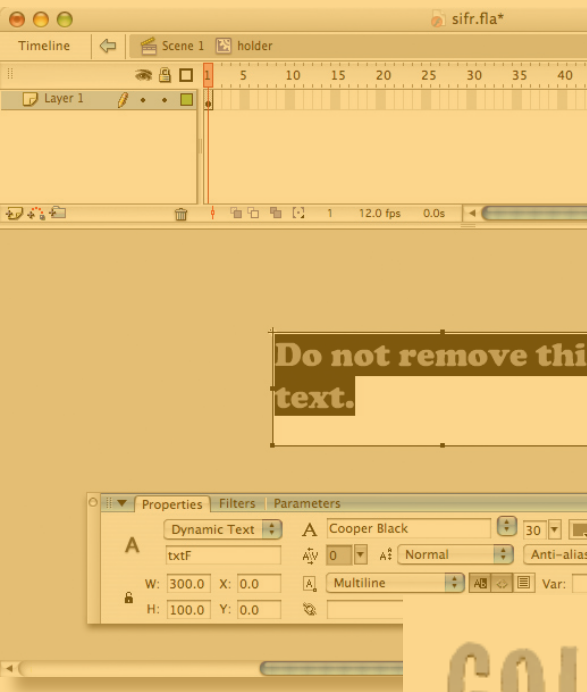 sifr.fla*
Timeline Scene 1 holder
1 5 10 15 20 25 30 35 40
Layer 1
1 12.0 fps 0.0s
Do not remove thi
text.
Properties Filters Parameters
Dynamic Text A Cooper Black 30
A
txtF A/V 0 A Normal Anti-alias
W: 300.0 X: 0.0 A Multiline AB <> Var:
H: 100.0 Y: 0.0